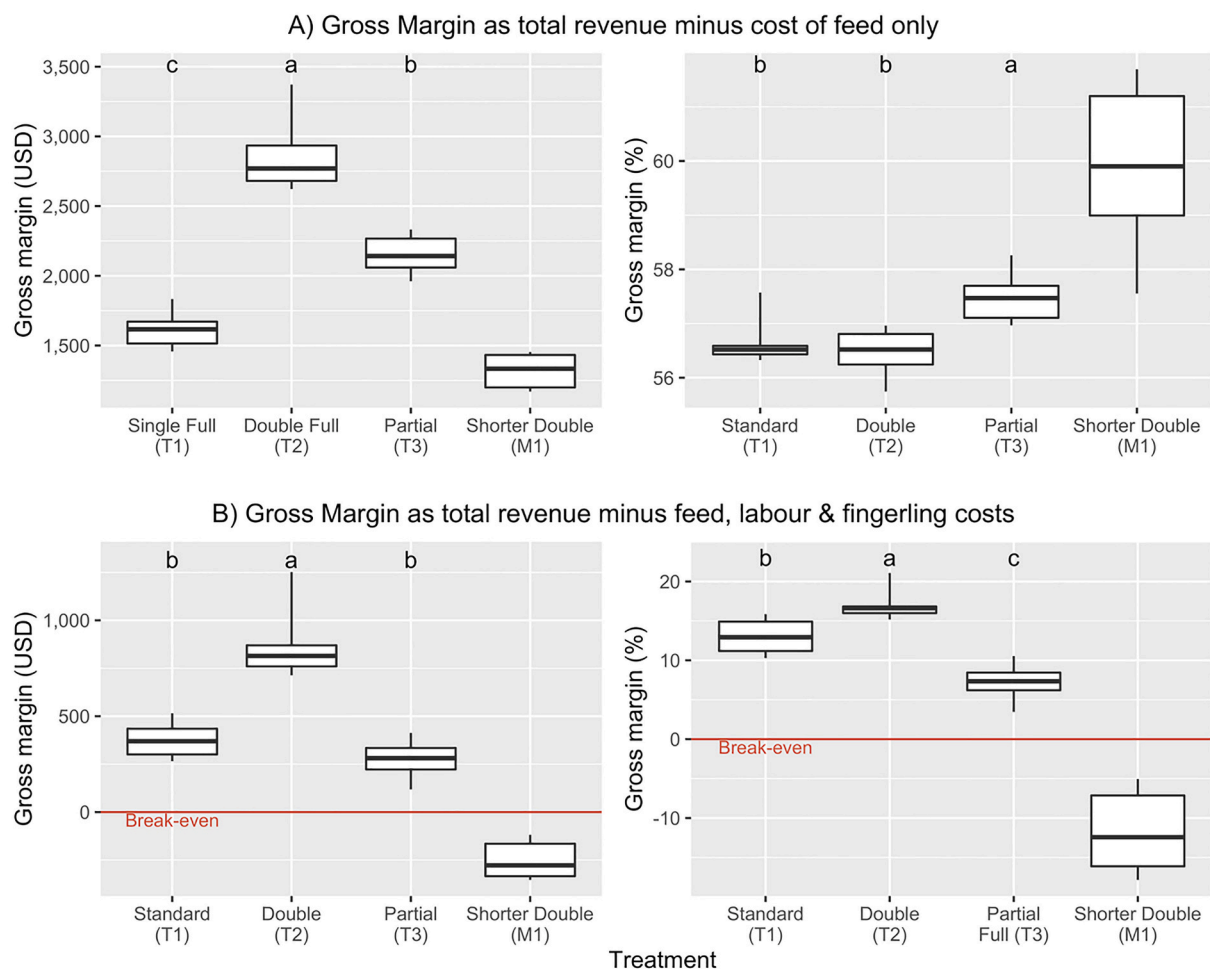 A) Gross Margin as total revenue minus cost of feed only
Gross margin (USD)
3,500
3,000
2,500
2,000
1,500
c a b
Single Full Double Full Partial Shorter Double
(T1) (T2) (T3) (M1)
Gross margin (%)
60
58
56
b b a
Standard Double Partial Shorter Double
(T1) (T2) (T3) (M1)
B) Gross Margin as total revenue minus feed, labour & fingerling costs
Gross margin (USD)
1,000
500
0
b a b
Break-even
Standard Double Partial Shorter Double
(T1) (T2) (T3) (M1)
Gross margin (%)
20
10
0
-10
b a c
Break-even
Standard Double Partial Shorter Double
(T1) (T2) Full (T3) (M1)
Treatment